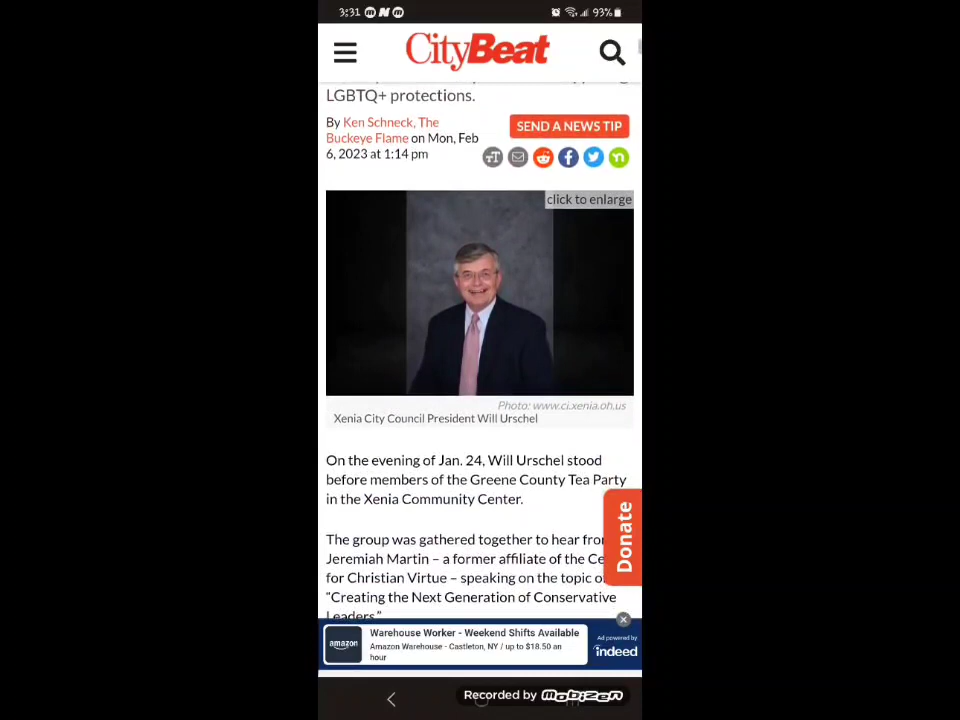 3:31
93%
CityBeat
LGBTQ+ protections.
By Ken Schneck, The
Buckeye Flame on Mon, Feb
6, 2023 at 1:14 pm
SEND A NEWS TIP
click to enlarge
Photo: www.ci.xenia.oh.us
Xenia City Council President Will Urschel
On the evening of Jan. 24, Will Urschel stood
before members of the Greene County Tea Party
in the Xenia Community Center.
The group was gathered together to hear
Jeremiah Martin – a former affiliate of the
for Christian Virtue – speaking on the topic
“Creating the Next Generation of Conservative
Leaders.”
Donate
amazon
Warehouse Worker - Weekend Shifts Available
Amazon Warehouse - Castleton, NY / up to $18.50 an
hour
Ad powered by
indeed
Recorded by mobizen